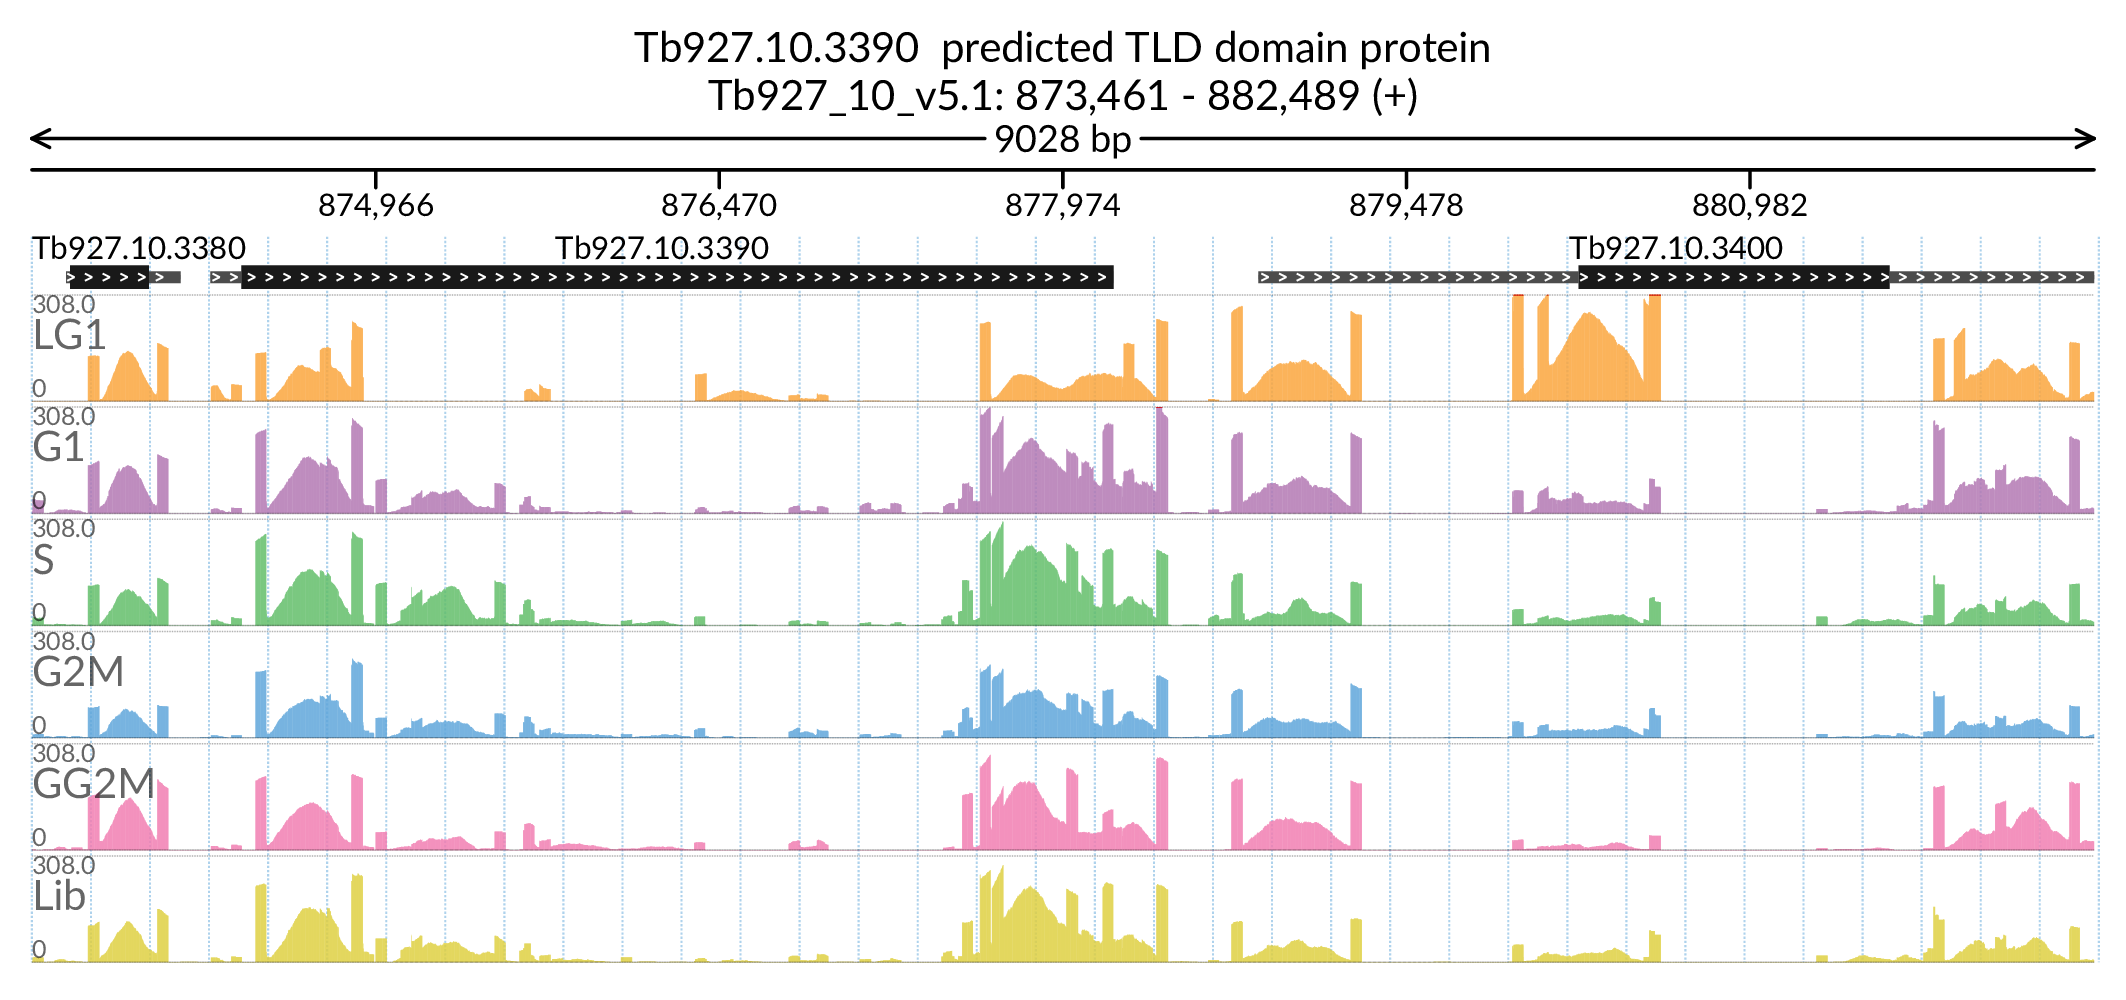 Tb927.10.3390  predicted TLD domain protein
Tb927_10_v5.1: 873,461 - 882,489 (+)
9028 bp
874,966 876,470 877,974 879,478 880,982
Tb927.10.3380 Tb927.10.3390 Tb927.10.3400
308.0
LG1
0
308.0
G1
0
308.0
S
0
308.0
G2M
0
308.0
GG2M
0
308.0
Lib
0